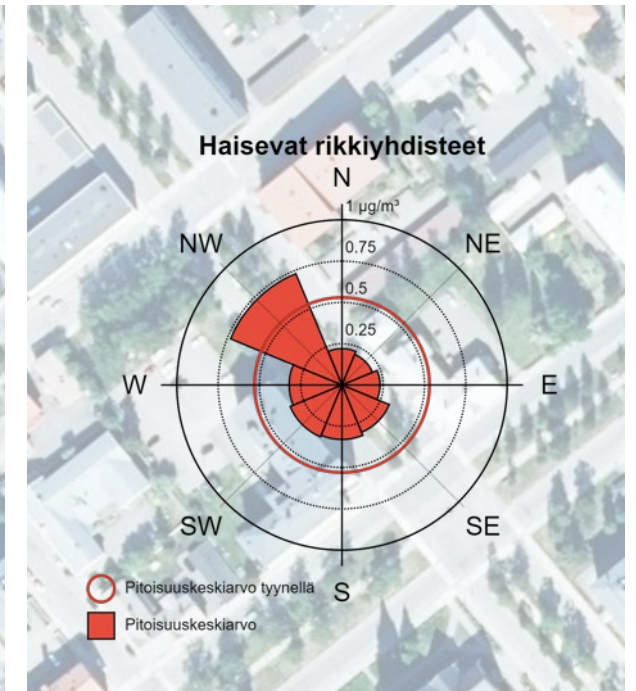 Haisevat rikkiyhdisteet
N
1 µg/m³
NW
NE
0.75
0.5
0.25
W
E
SW
SE
S
Pitoisuuskeskiarvo tyynellä
Pitoisuuskeskiarvo